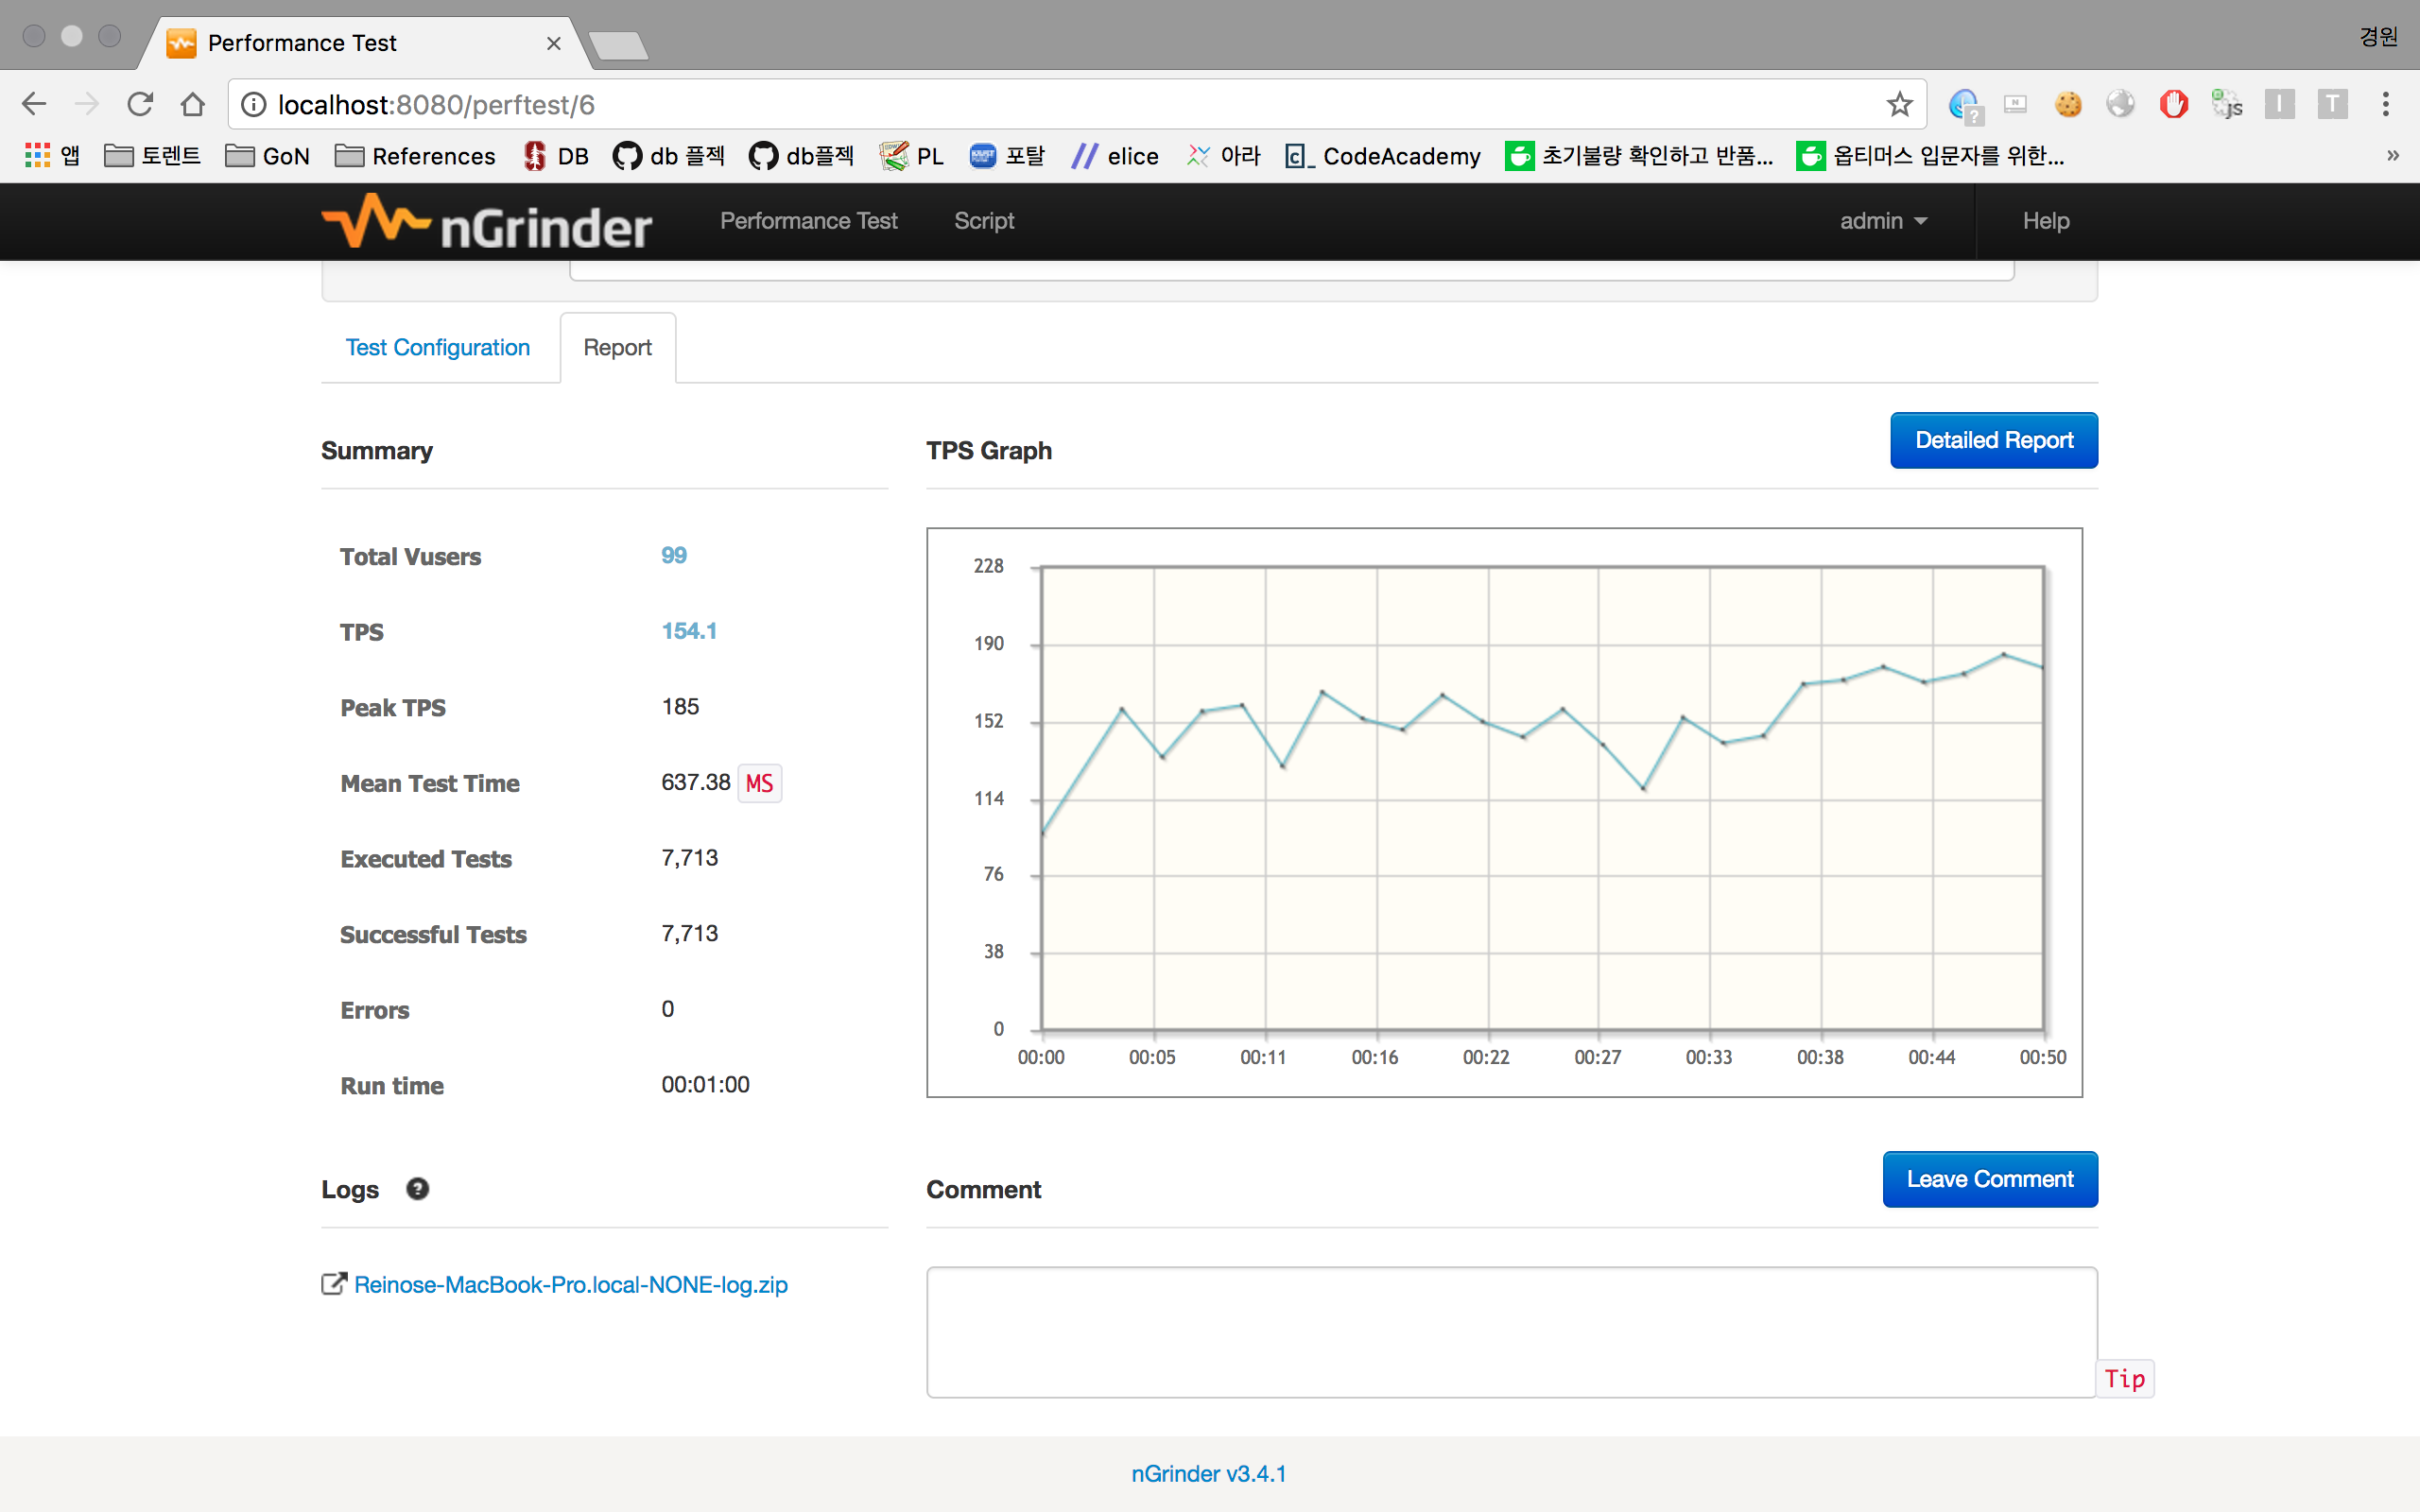 Performance Test
경원
localhost:8080/perftest/6
앱 토렌트 GoN References DB db 플젝 db플젝 PL 포탈 elice 아라 CodeAcademy 초기불량 확인하고 반품... 옵티머스 입문자를 위한... »
nGrinder Performance Test Script admin Help
Test Configuration Report
Summary
Total Vusers 99
TPS 154.1
Peak TPS 185
Mean Test Time 637.38 MS
Executed Tests 7,713
Successful Tests 7,713
Errors 0
Run time 00:01:00
TPS Graph Detailed Report
228
190
152
114
76
38
0
00:00 00:05 00:11 00:16 00:22 00:27 00:33 00:38 00:44 00:50
Logs ?
Reinose-MacBook-Pro.local-NONE-log.zip
Comment Leave Comment
Tip
nGrinder v3.4.1